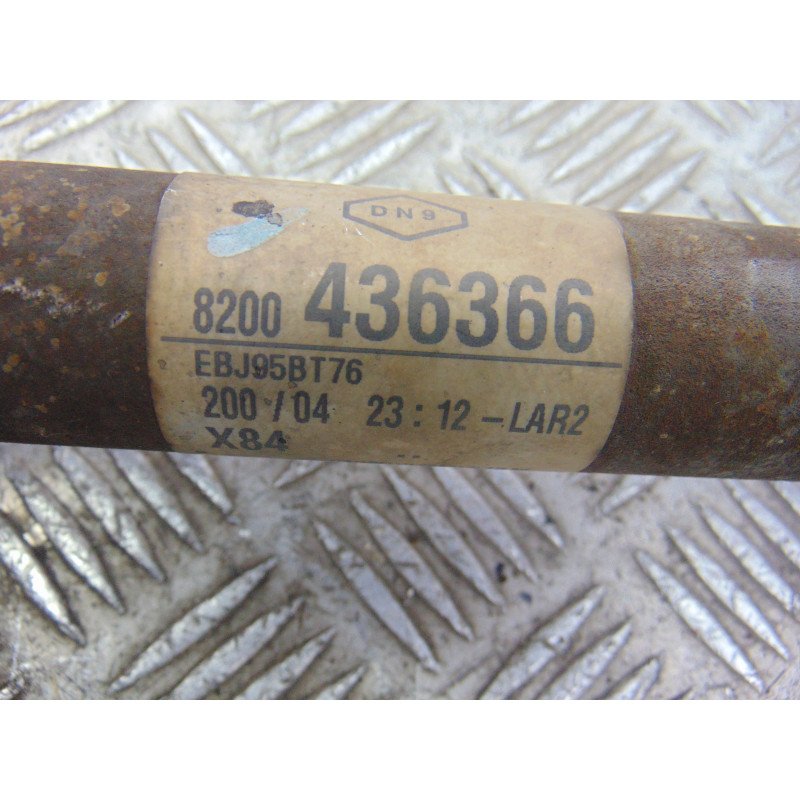 DN9
8200 436366
EBJ95BT76
200 / 04 23 : 12 - LAR2
X84